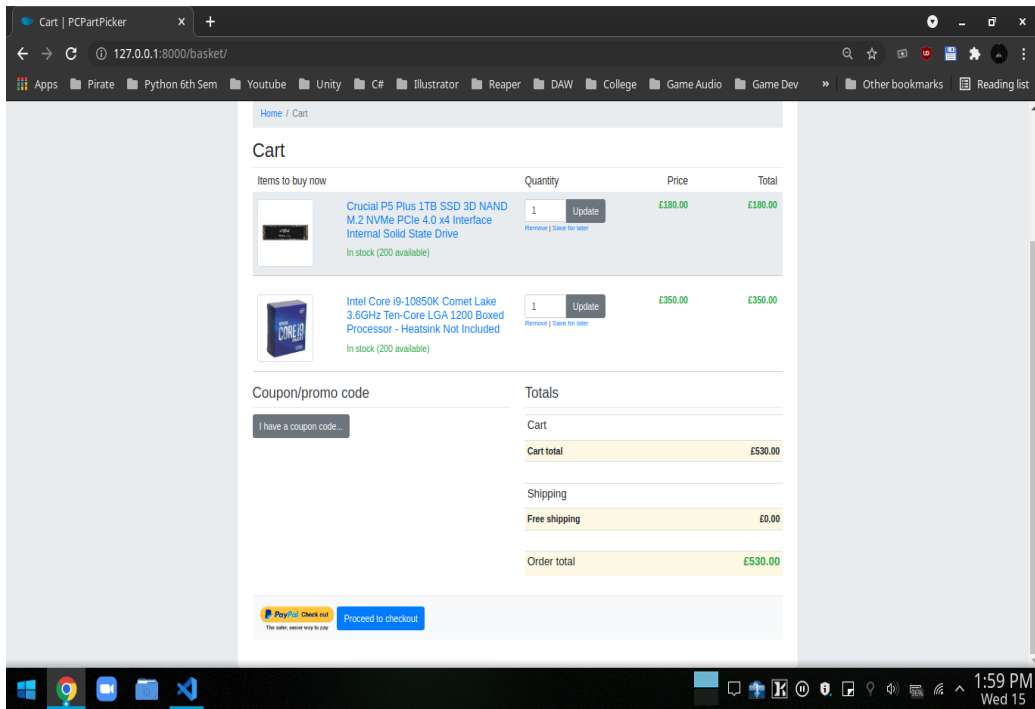 Cart | PCPartPicker
127.0.0.1:8000/basket/
Apps Pirate Python 6th Sem Youtube Unity C# Illustrator Reaper DAW College Game Audio Game Dev » Other bookmarks Reading list
Home / Cart
Cart
Items to buy now Quantity Price Total
Crucial P5 Plus 1TB SSD 3D NAND
M.2 NVMe PCIe 4.0 x4 Interface
Internal Solid State Drive
In stock (200 available)
1 Update
Remove | Save for later
£180.00 £180.00
CORE i9
Intel Core i9-10850K Comet Lake
3.6GHz Ten-Core LGA 1200 Boxed
Processor - Heatsink Not Included
In stock (200 available)
1 Update
Remove | Save for later
£350.00 £350.00
Coupon/promo code
I have a coupon code...
Totals
Cart
Cart total £530.00
Shipping
Free shipping £0.00
Order total £530.00
PayPal Check out
The safer, easier way to pay
Proceed to checkout
1:59 PM
Wed 15